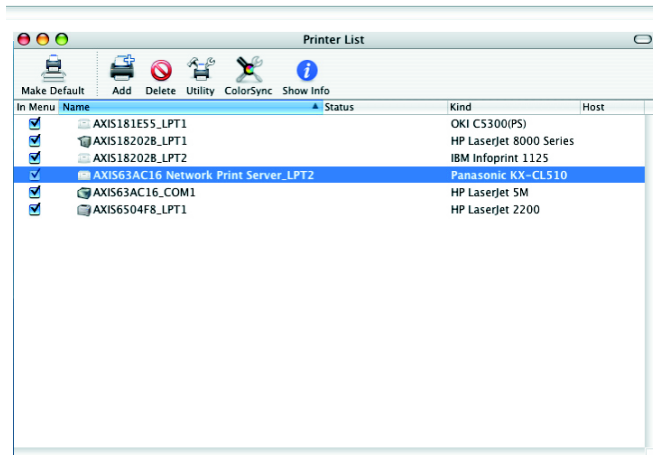 Printer List
Make Default Add Delete Utility ColorSync Show Info
In Menu Name Status Kind Host
AXIS181E55_LPT1 OKI C5300(PS)
AXIS18202B_LPT1 HP LaserJet 8000 Series
AXIS18202B_LPT2 IBM Infoprint 1125
AXIS63AC16 Network Print Server_LPT2 Panasonic KX-CL510
AXIS63AC16_COM1 HP LaserJet 5M
AXIS6504F8_LPT1 HP LaserJet 2200